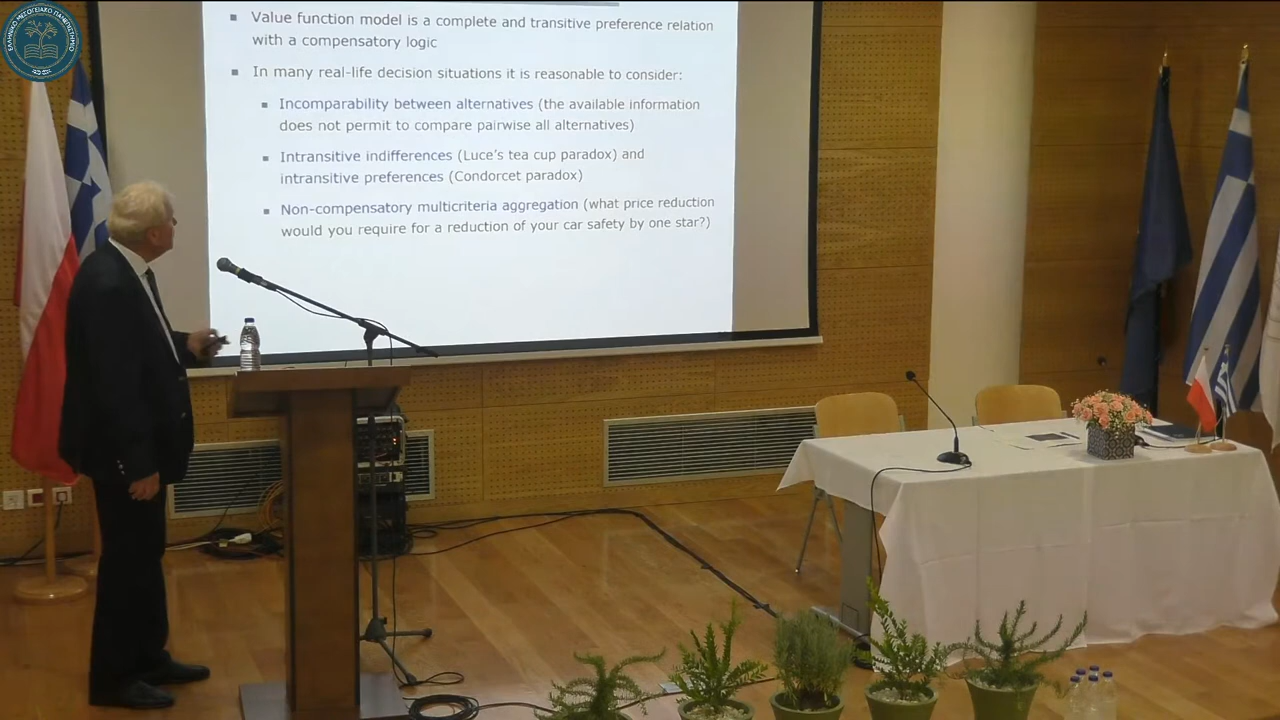 ΕΛΛΗΝΙΚΟ ΜΕΣΟΓΕΙΑΚΟ ΠΑΝΕΠΙΣΤΗΜΙΟ
Value function model is a complete and transitive preference relation
with a compensatory logic
In many real-life decision situations it is reasonable to consider:
Incomparability between alternatives (the available information
does not permit to compare pairwise all alternatives)
Intransitive indifferences (Luce's tea cup paradox) and
intransitive preferences (Condorcet paradox)
Non-compensatory multicriteria aggregation (what price reduction
would you require for a reduction of your car safety by one star?)